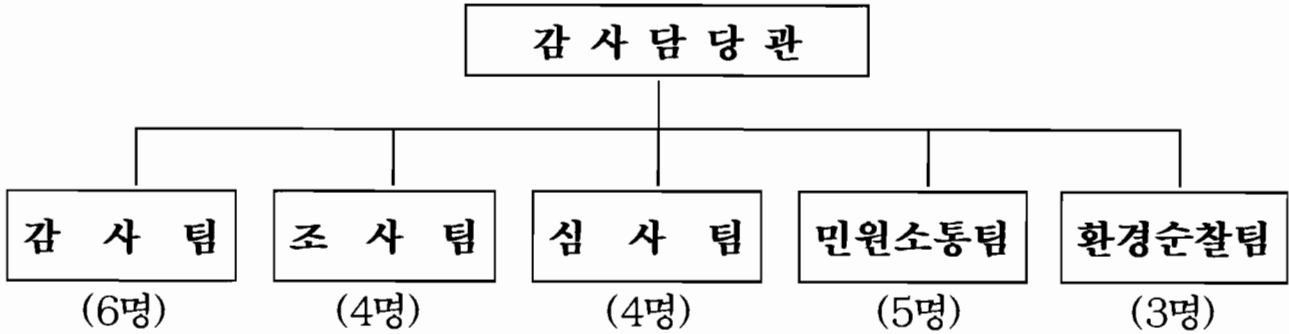 감 사 담 당 관
감 사 팀 조 사 팀 심 사 팀 민원소통팀 환경순찰팀
(6명) (4명) (4명) (5명) (3명)